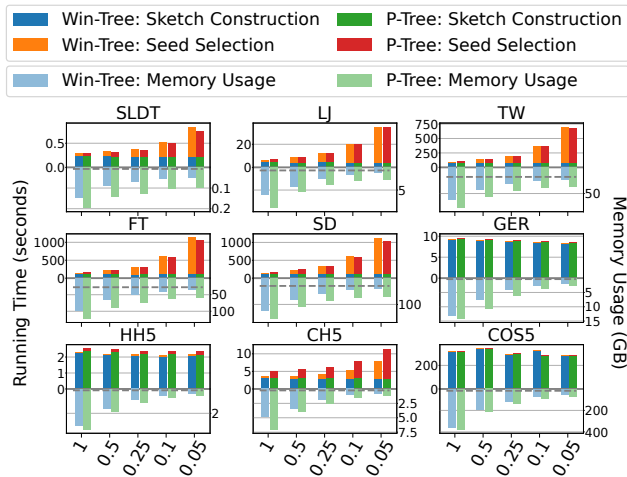 Win-Tree: Sketch Construction P-Tree: Sketch Construction
Win-Tree: Seed Selection P-Tree: Seed Selection
Win-Tree: Memory Usage P-Tree: Memory Usage
Running Time (seconds)
Memory Usage (GB)
SLDT LJ TW
0.5 20 750
500
250
0.0 0 0
0.1 5 50
0.2
FT SD GER
1000 1000 10
500 500 5
0 0 0
50 100 5
100 10
15
HH5 CH5 COS5
2 10 200
1 5
0 0 0
2 2.5 200
5.0 400
7.5
1 0.5 0.25 0.1 0.05 1 0.5 0.25 0.1 0.05 1 0.5 0.25 0.1 0.05